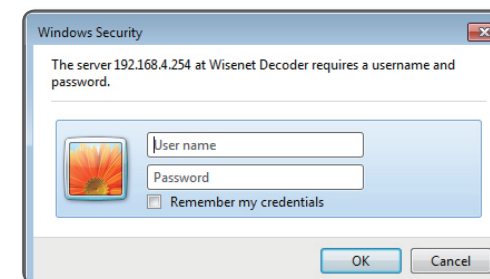 Windows Security
The server 192.168.4.254 at Wisenet Decoder requires a username and
password.
User name
Password
Remember my credentials
OK
Cancel